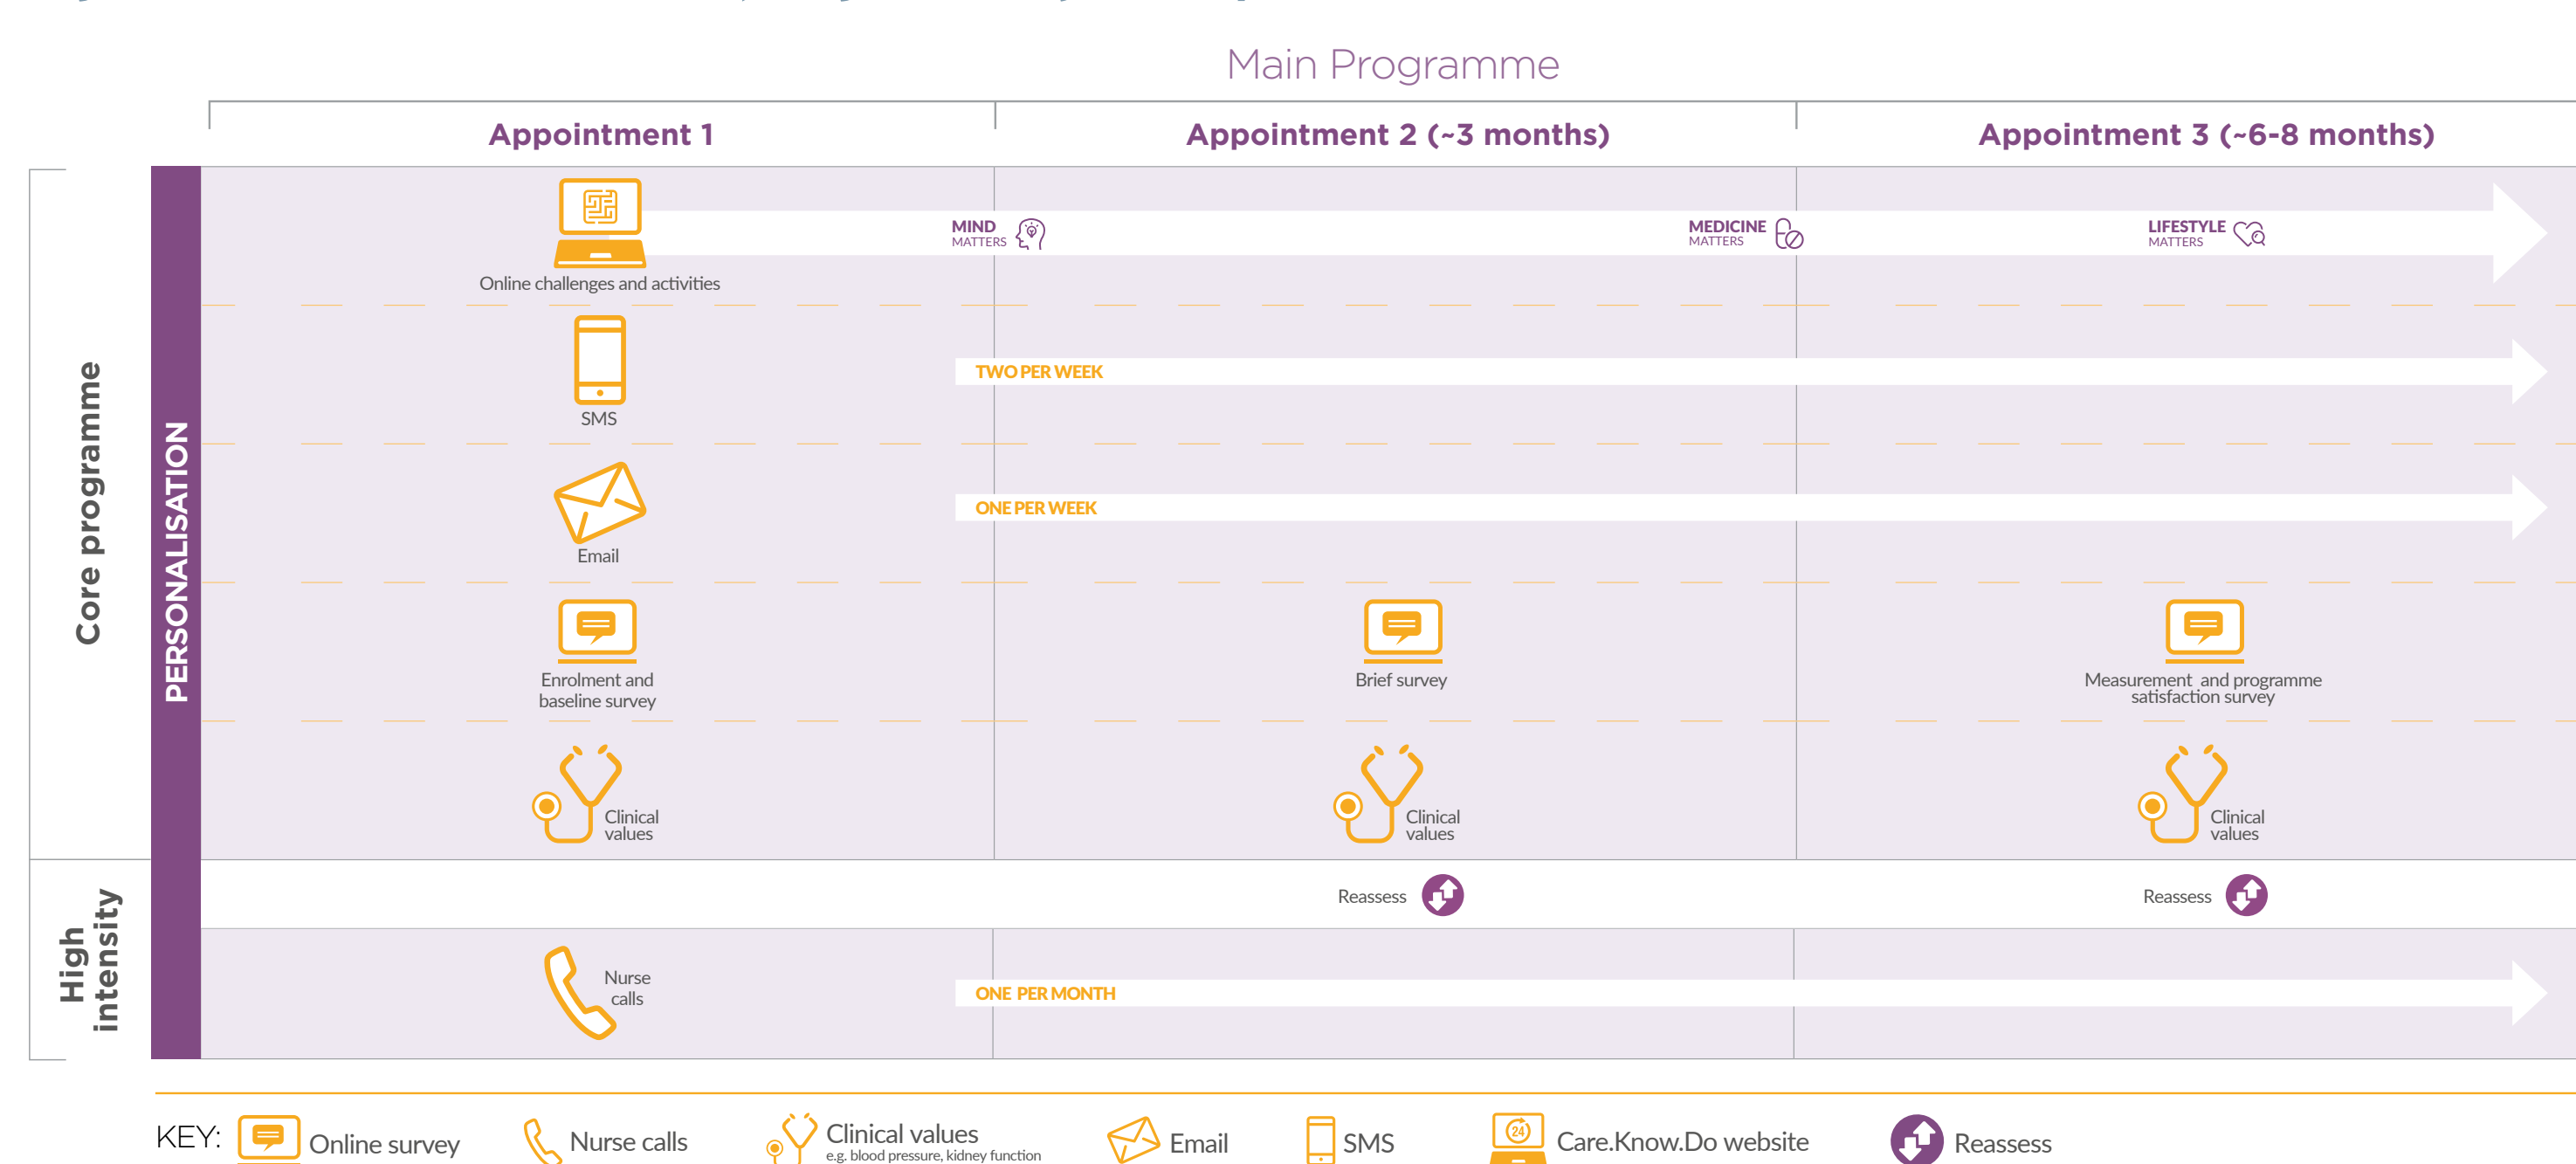 Main Programme
Appointment 1
Appointment 2 (~3 months)
Appointment 3 (~6-8 months)
Core programme
PERSONALISATION
MIND
MATTERS
MEDICINE
MATTERS
LIFESTYLE
MATTERS
Online challenges and activities
TWO PER WEEK
SMS
ONE PER WEEK
Email
Enrolment and
baseline survey
Brief survey
Measurement and programme
satisfaction survey
Clinical
values
Clinical
values
Clinical
values
High
intensity
Reassess
Reassess
Nurse
calls
ONE PER MONTH
KEY:
Online survey
Nurse calls
Clinical values
e.g. blood pressure, kidney function
Email
SMS
24
Care.Know.Do website
Reassess